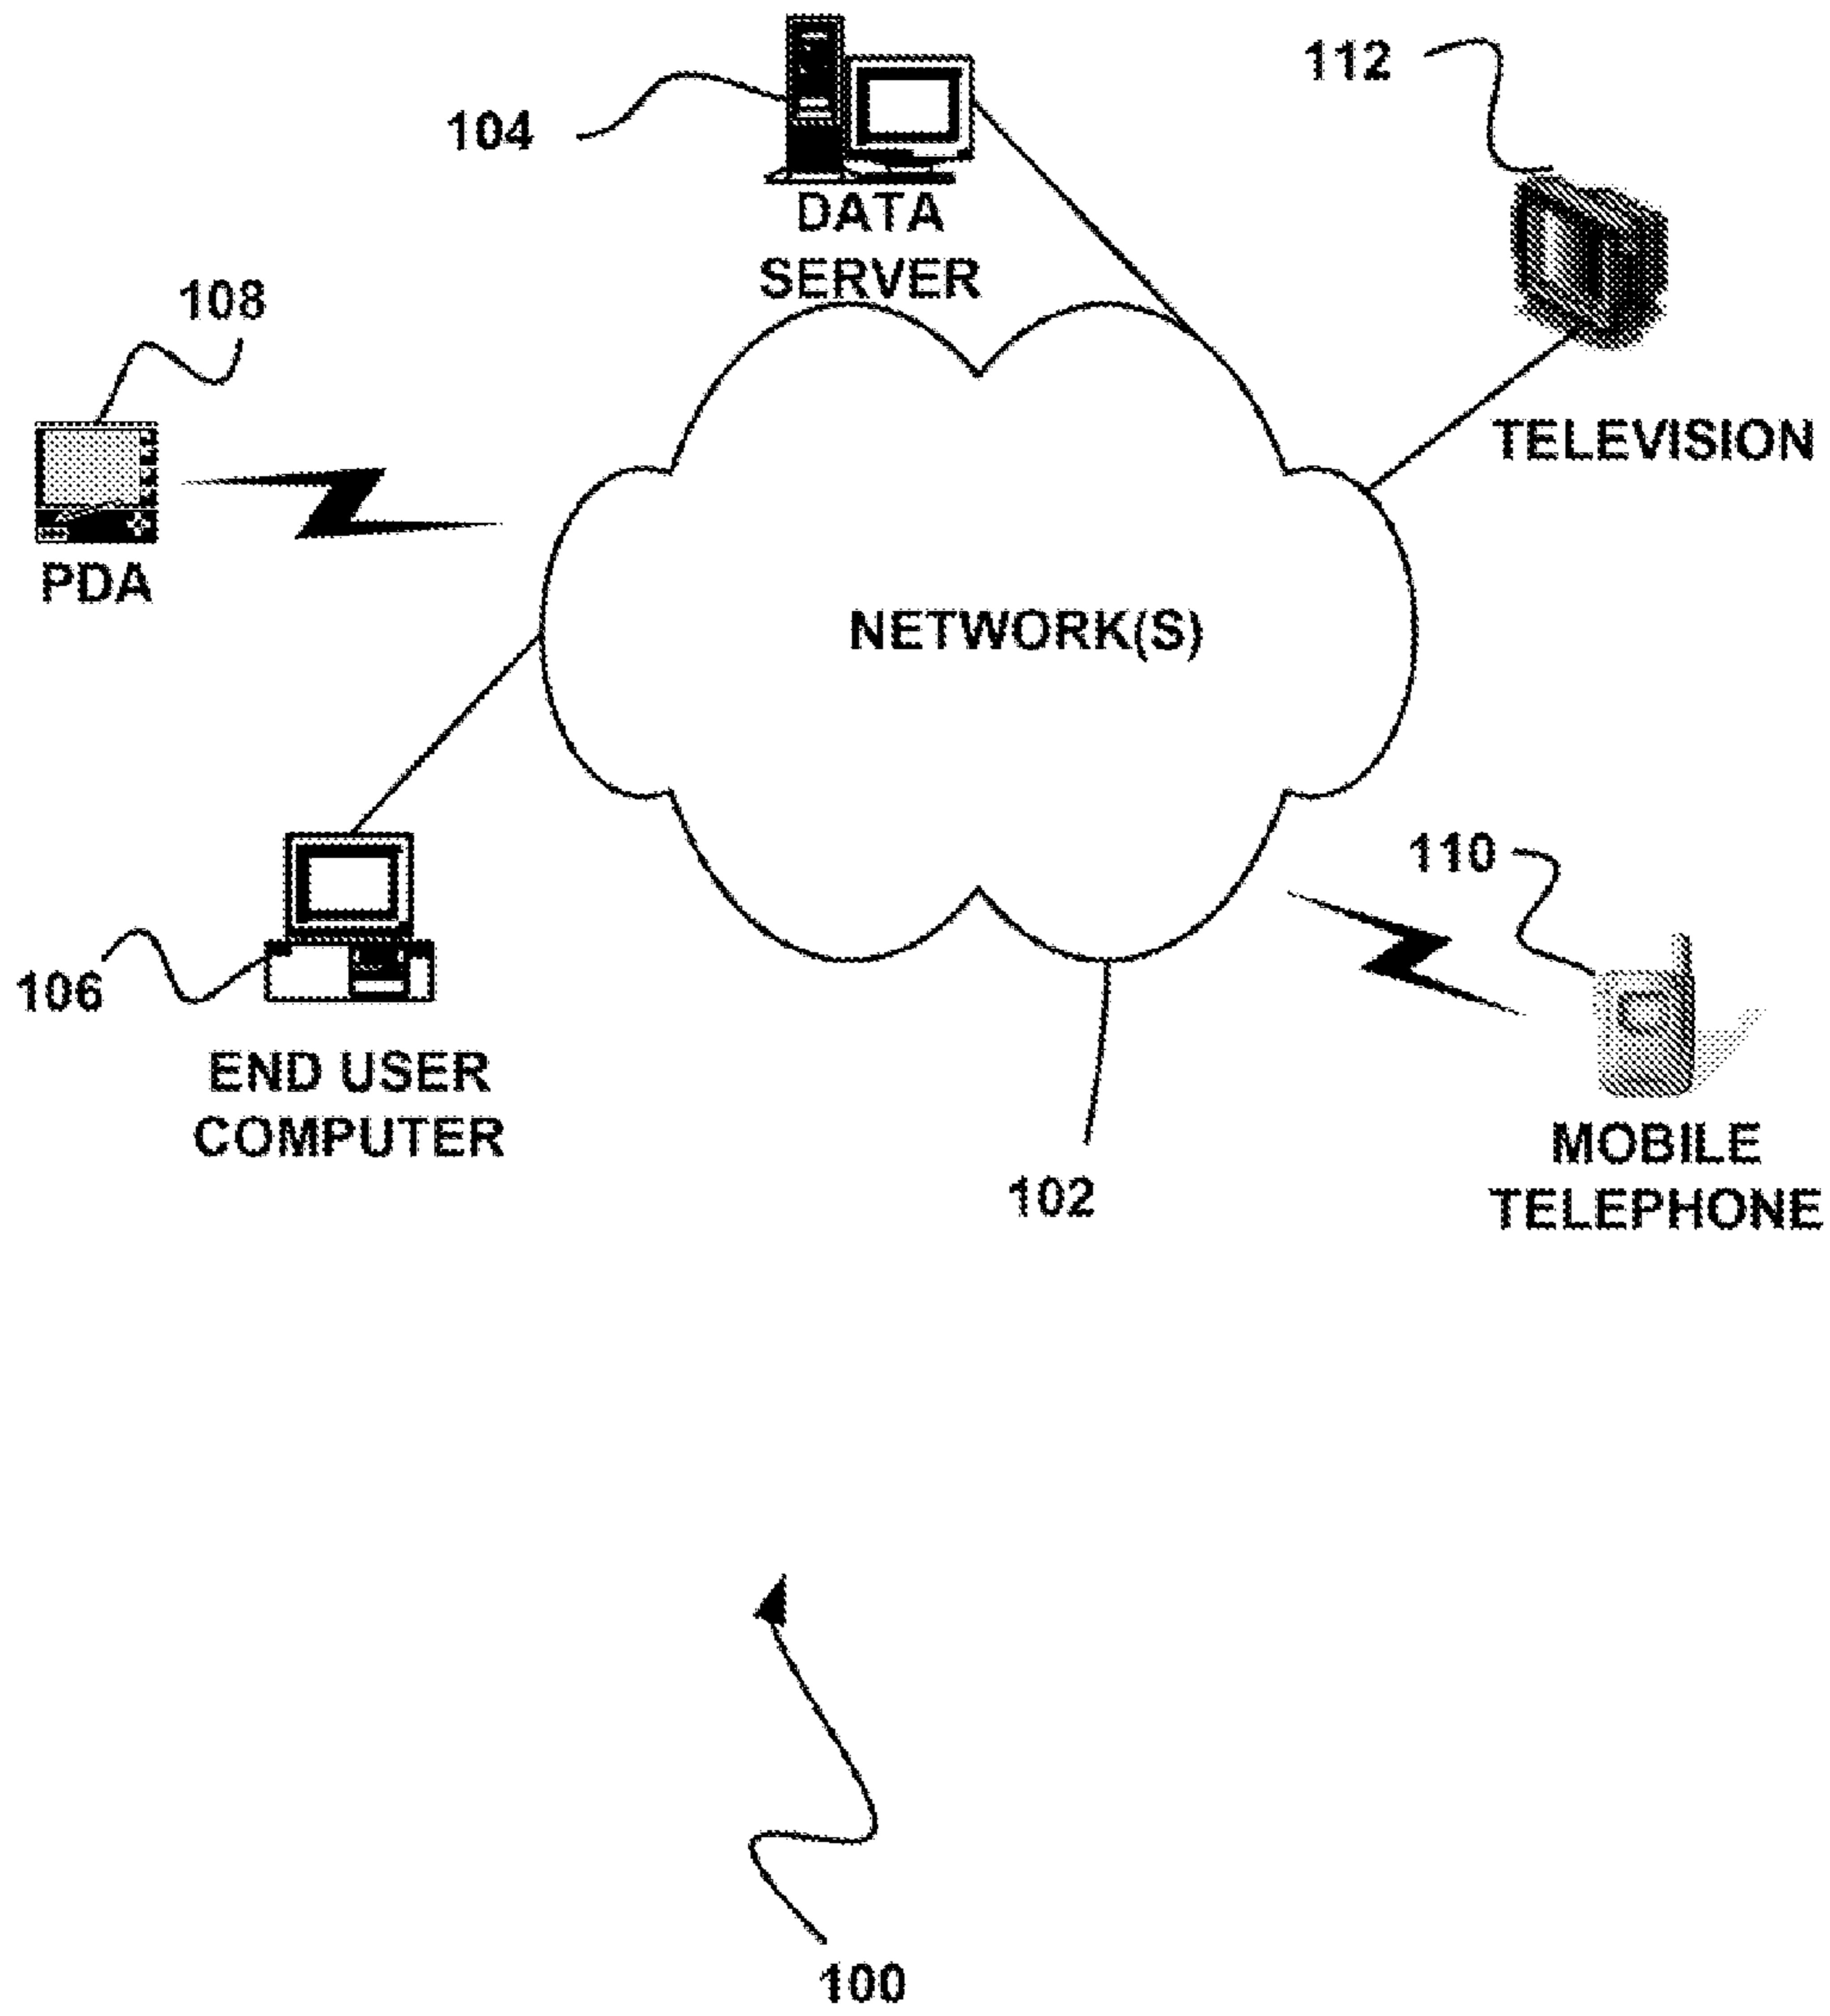 112
104
DATA
SERVER
108
TELEVISION
PDA
NETWORK(S)
110
106
END USER
COMPUTER
MOBILE
TELEPHONE
102
100